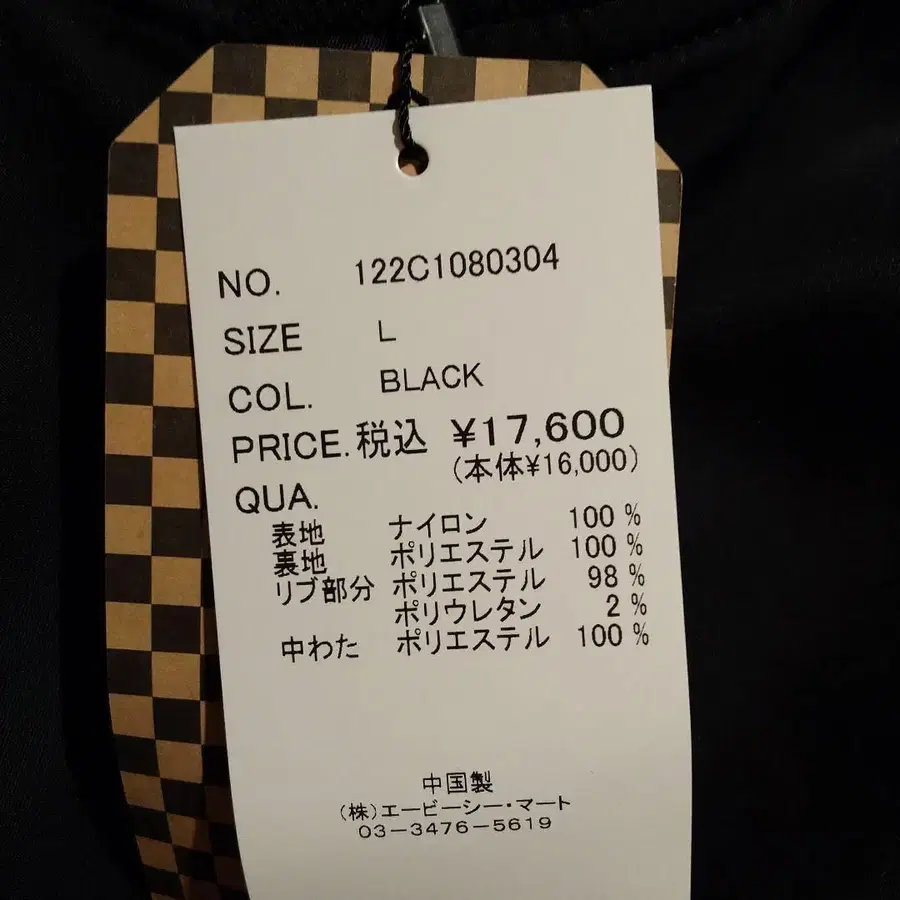 NO. 122C1080304
SIZE L
COL. BLACK
PRICE. 税込 ¥17,600
(本体¥16,000)
QUA.
表地 ナイロン 100 %
裏地 ポリエステル 100 %
リブ部分 ポリエステル 98 %
ポリウレタン 2 %
中わた ポリエステル 100 %
中国製
(株)エービーシー・マート
03-3476-5619